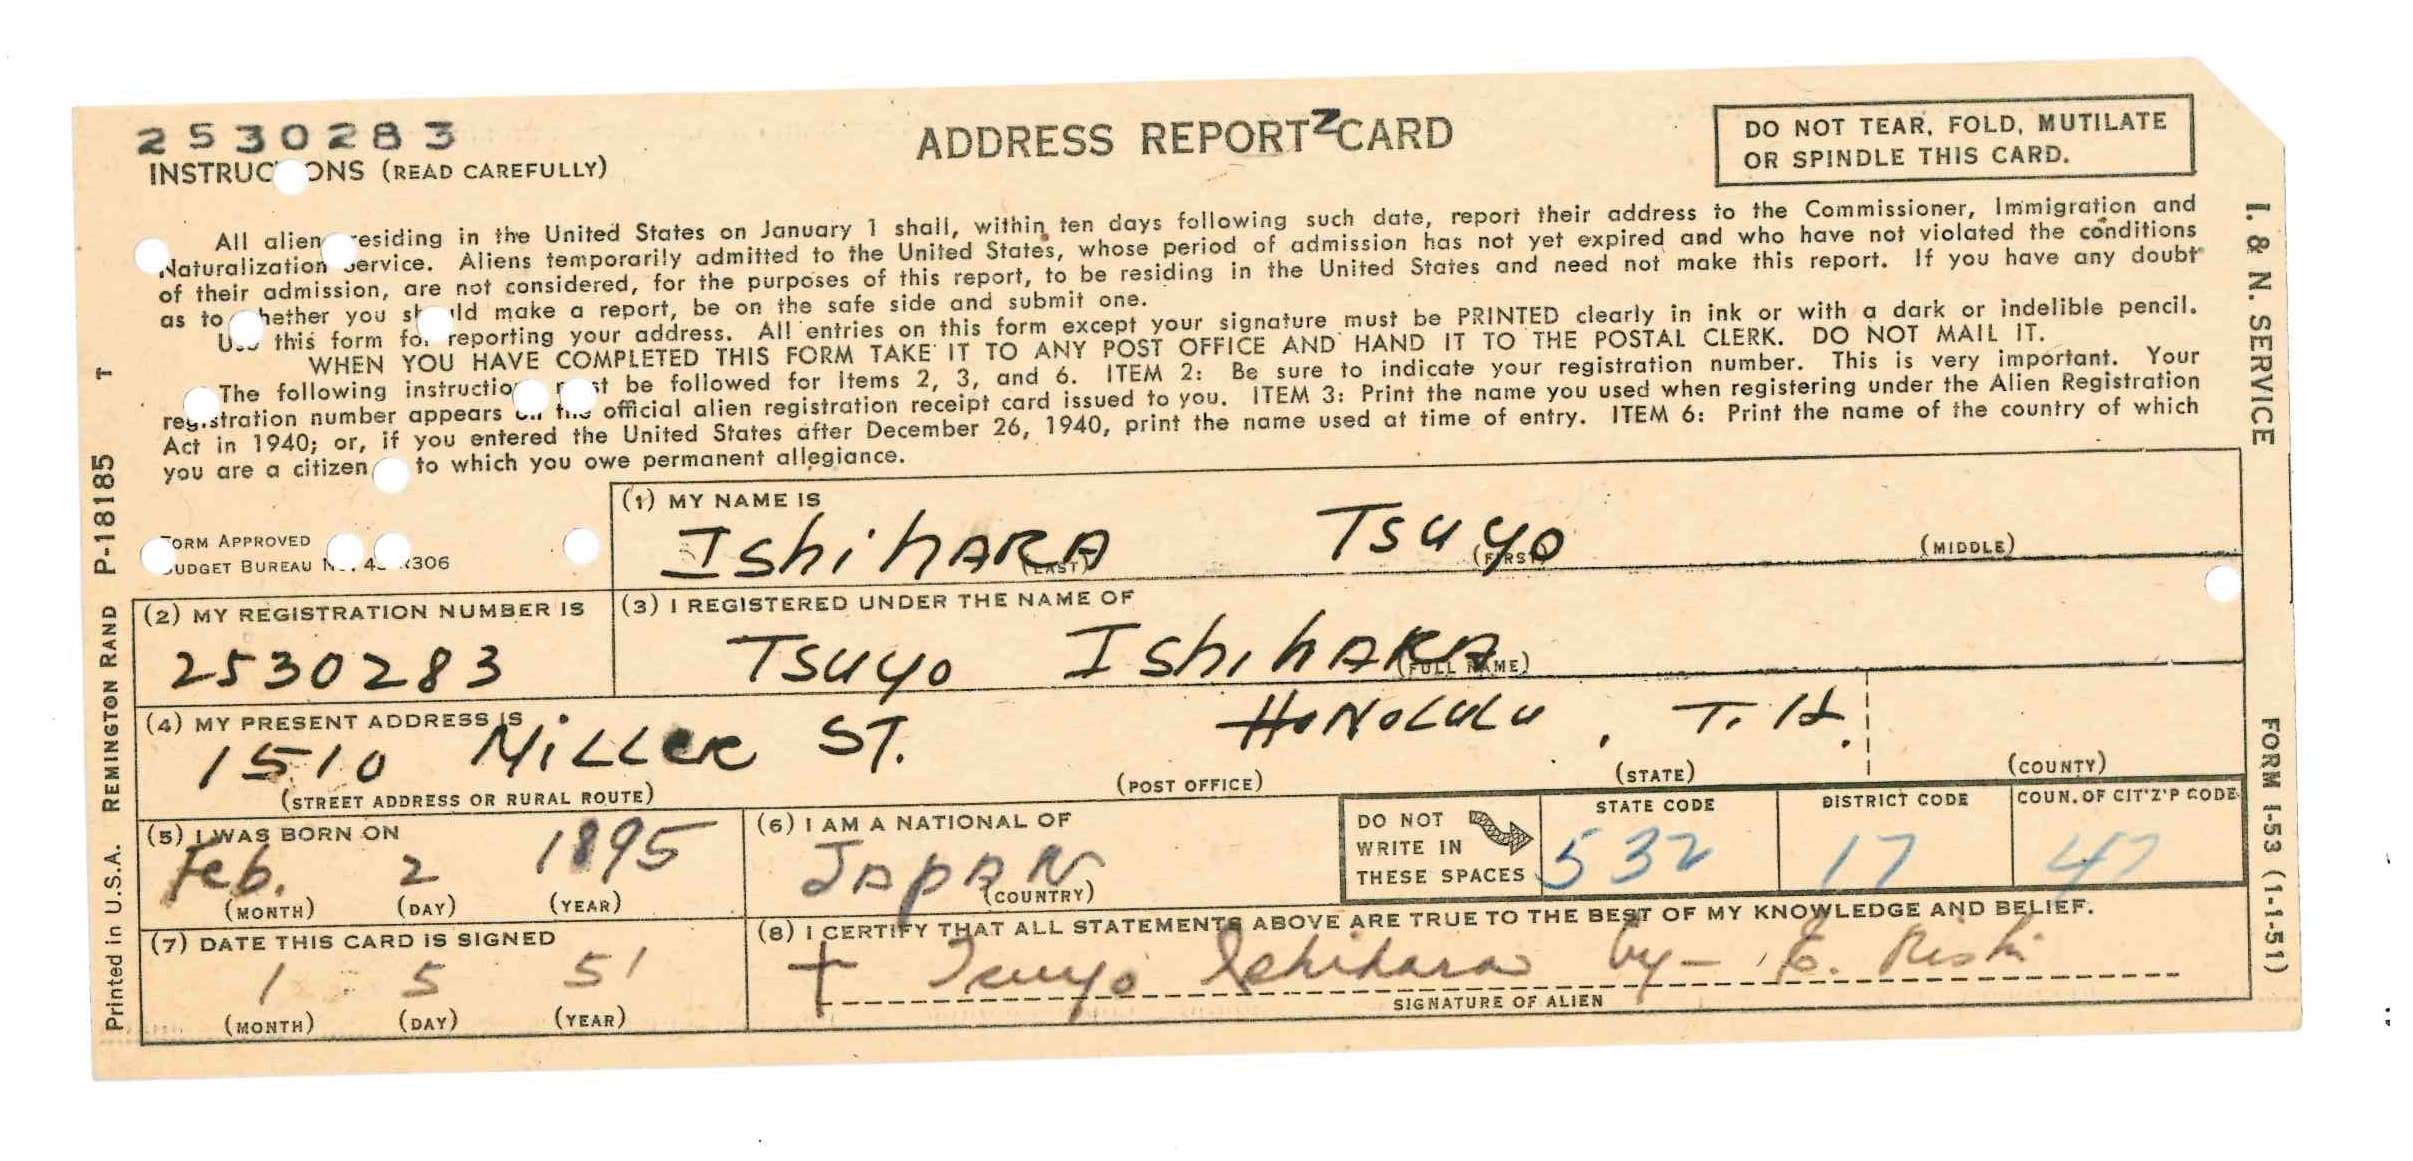 2530283
ADDRESS REPORT CARD
Z
DO NOT TEAR, FOLD, MUTILATE
OR SPINDLE THIS CARD.
INSTRUC ONS (READ CAREFULLY)
All alien residing in the United States on January 1 shall, within ten days following such date, report their address to the Commissioner, Immigration and
Naturalization Service. Aliens temporarily admitted to the United States, whose period of admission has not yet expired and who have not violated the conditions
of their admission, are not considered, for the purposes of this report, to be residing in the United States and need not make this report. If you have any doubt
as to whether you should make a report, be on the safe side and submit one.
Use this form for reporting your address. All entries on this form except your signature must be PRINTED clearly in ink or with a dark or indelible pencil.
WHEN YOU HAVE COMPLETED THIS FORM TAKE IT TO ANY POST OFFICE AND HAND IT TO THE POSTAL CLERK. DO NOT MAIL IT.
The following instructio must be followed for items 2, 3, and 6. ITEM 2: Be sure to indicate your registration number. This is very important. Your
registration number appears on the official alien registration receipt card issued to you. ITEM 3: Print the name you used when registering under the Alien Registration
Act in 1940; or, if you entered the United States after December 26, 1940, print the name used at time of entry. ITEM 6: Print the name of the country of which
you are a citizen to which you owe permanent allegiance.
FORM APPROVED
BUDGET BUREAU
(1) MY NAME IS
ISHIHARA TSUYO
(LAST) (FIRST) (MIDDLE)
(2) MY REGISTRATION NUMBER IS
2530283
(3) I REGISTERED UNDER THE NAME OF
TSUYO ISHIHARA
(FULL NAME)
(4) MY PRESENT ADDRESS IS
1510 MILLER ST. HONOLULU, T.H.
(STREET ADDRESS OR RURAL ROUTE) (POST OFFICE) (STATE) (COUNTY)
(5) I WAS BORN ON
Feb. 2 1895
(MONTH) (DAY) (YEAR)
(6) I AM A NATIONAL OF
JAPAN
(COUNTRY)
DO NOT
WRITE IN
THESE SPACES
STATE CODE
532
DISTRICT CODE
17
COUN. OF CIT'Z'P CODE
47
(7) DATE THIS CARD IS SIGNED
1 5 51
(MONTH) (DAY) (YEAR)
(8) I CERTIFY THAT ALL STATEMENTS ABOVE ARE TRUE TO THE BEST OF MY KNOWLEDGE AND BELIEF.
Tsuyo Ishihara by-
SIGNATURE OF ALIEN
Printed in U.S.A. REMINGTON RAND P-18185 T
I. & N. SERVICE FORM I-53 (1-1-51)